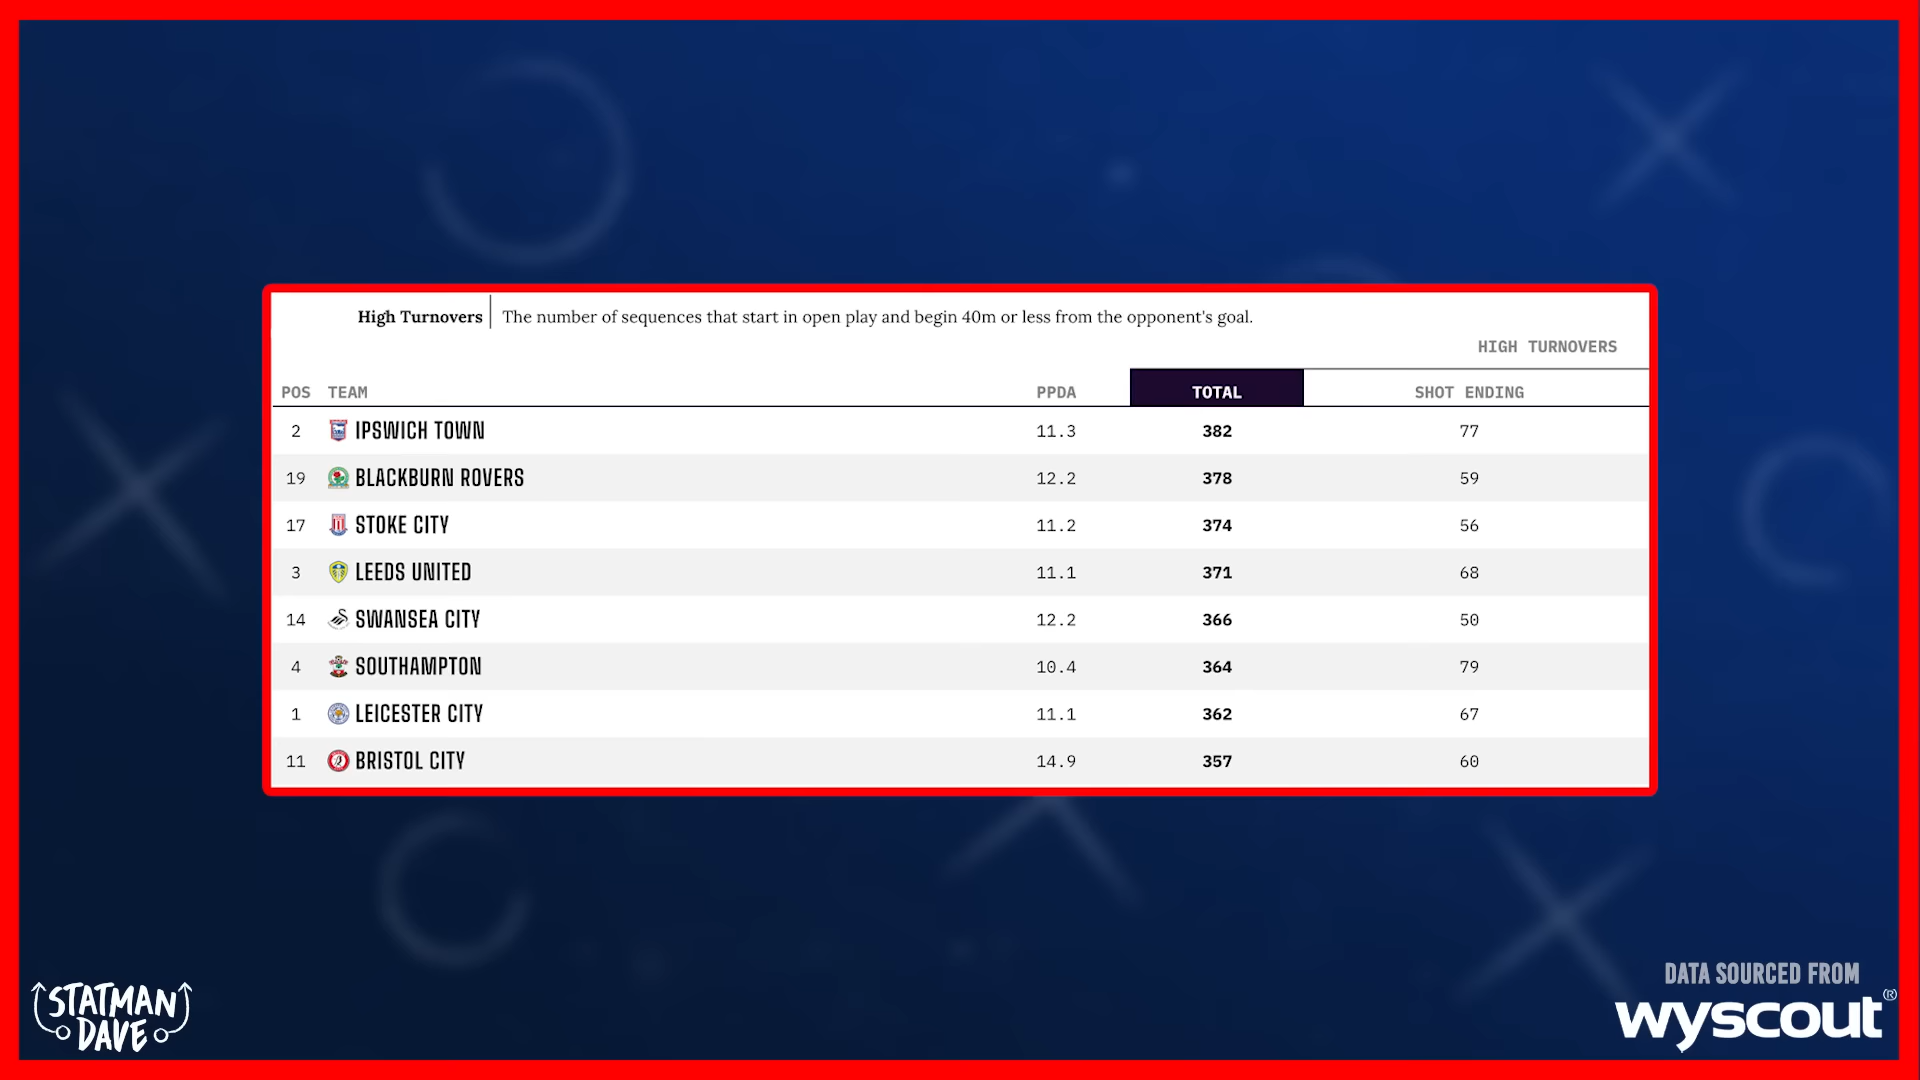 High Turnovers The number of sequences that start in open play and begin 40m or less from the opponent's goal.
HIGH TURNOVERS
POS TEAM PPDA TOTAL SHOT ENDING
2 IPSWICH TOWN 11.3 382 77
19 BLACKBURN ROVERS 12.2 378 59
17 STOKE CITY 11.2 374 56
3 LEEDS UNITED 11.1 371 68
14 SWANSEA CITY 12.2 366 50
4 SOUTHAMPTON 10.4 364 79
1 LEICESTER CITY 11.1 362 67
11 BRISTOL CITY 14.9 357 60
STATMAN
DAVE
DATA SOURCED FROM
wyscout®